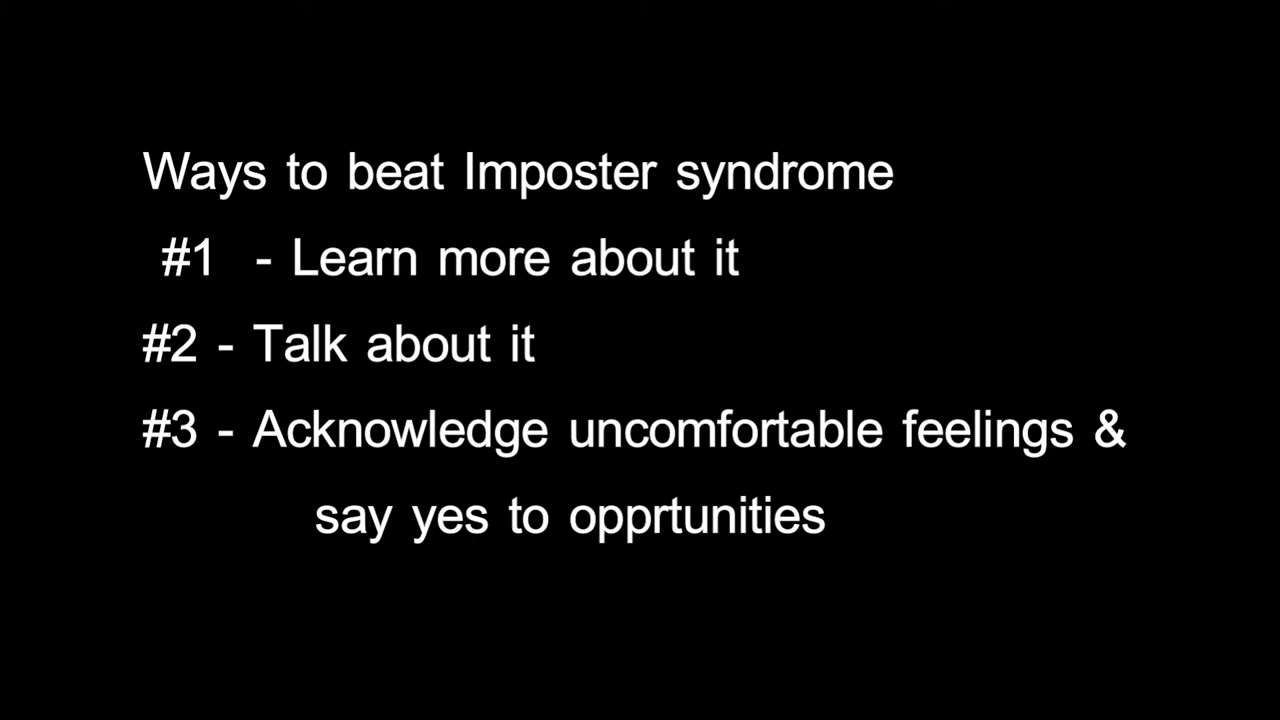 Ways to beat Imposter syndrome
#1 - Learn more about it
#2 - Talk about it
#3 - Acknowledge uncomfortable feelings &
say yes to opprtunities